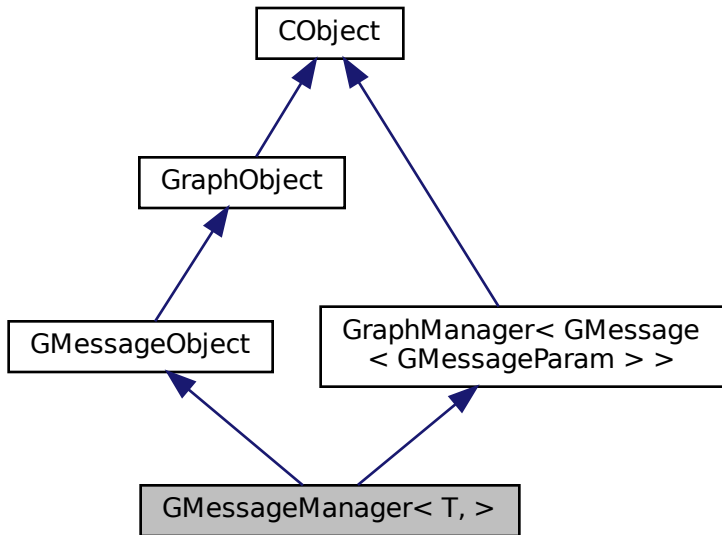 CObject
GraphObject
GMessageObject
GraphManager< GMessage
< GMessageParam > >
GMessageManager< T, >